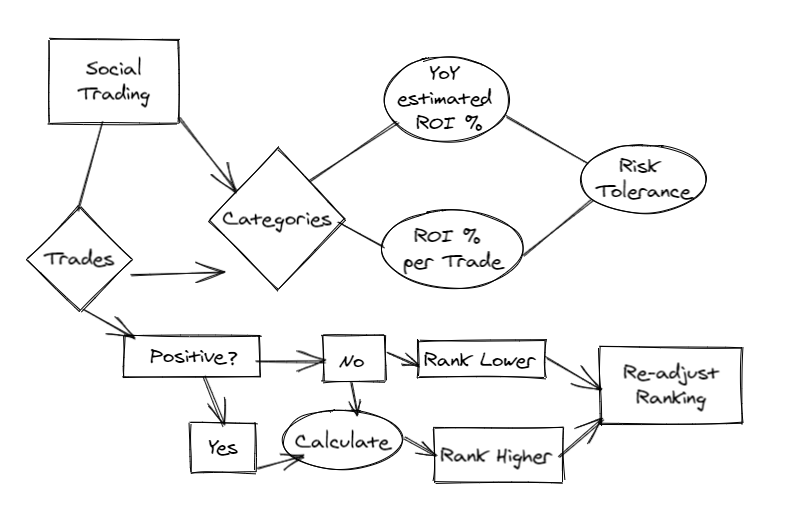 Social
Trading
YoY
estimated
ROI %
Risk
Tolerance
Categories
ROI %
per Trade
Trades
Positive?
No
Rank Lower
Re-adjust
Ranking
Yes
Calculate
Rank Higher